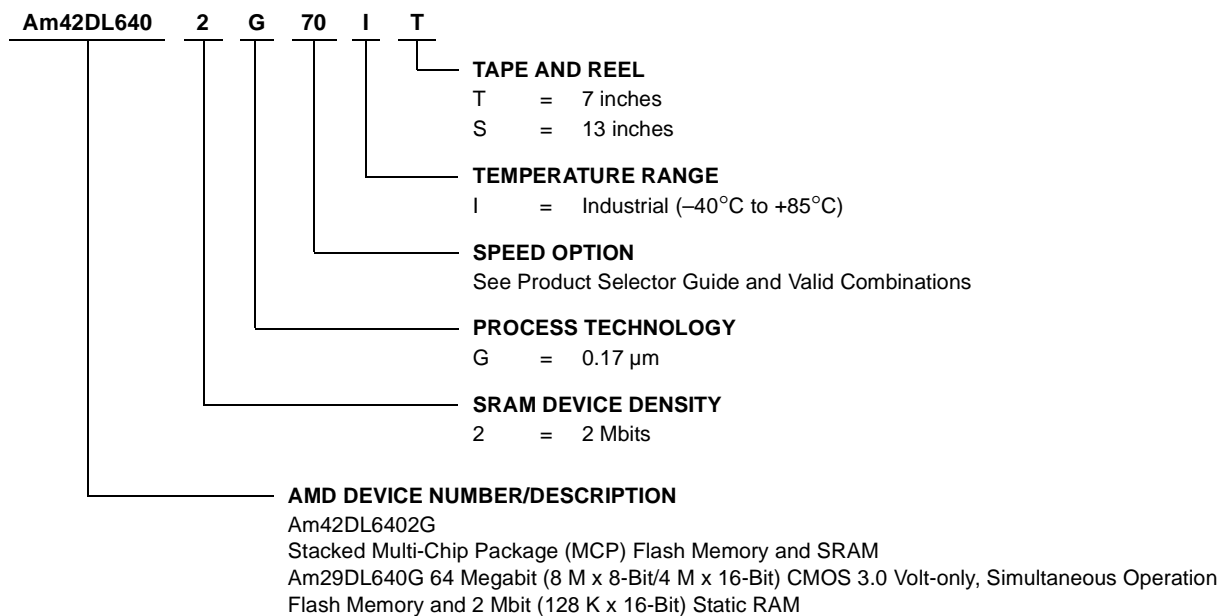 Am42DL640 2 G 70 I T
TAPE AND REEL
T = 7 inches
S = 13 inches
TEMPERATURE RANGE
I = Industrial (–40°C to +85°C)
SPEED OPTION
See Product Selector Guide and Valid Combinations
PROCESS TECHNOLOGY
G = 0.17 µm
SRAM DEVICE DENSITY
2 = 2 Mbits
AMD DEVICE NUMBER/DESCRIPTION
Am42DL6402G
Stacked Multi-Chip Package (MCP) Flash Memory and SRAM
Am29DL640G 64 Megabit (8 M x 8-Bit/4 M x 16-Bit) CMOS 3.0 Volt-only, Simultaneous Operation
Flash Memory and 2 Mbit (128 K x 16-Bit) Static RAM